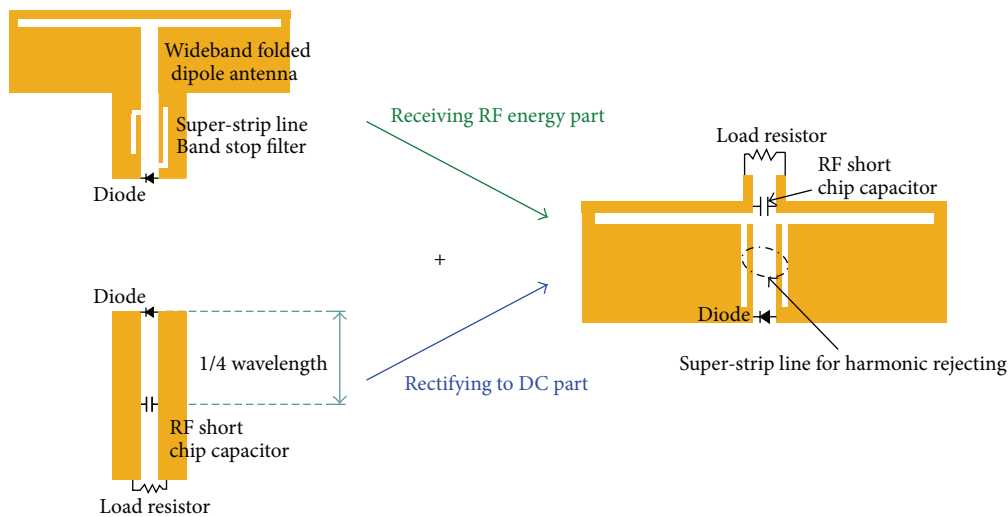 Wideband folded
dipole antenna
Super-strip line
Band stop filter
Diode
Receiving RF energy part
Load resistor
RF short
chip capacitor
+
Diode
1/4 wavelength
Rectifying to DC part
RF short
chip capacitor
Load resistor
Diode
Super-strip line for harmonic rejecting